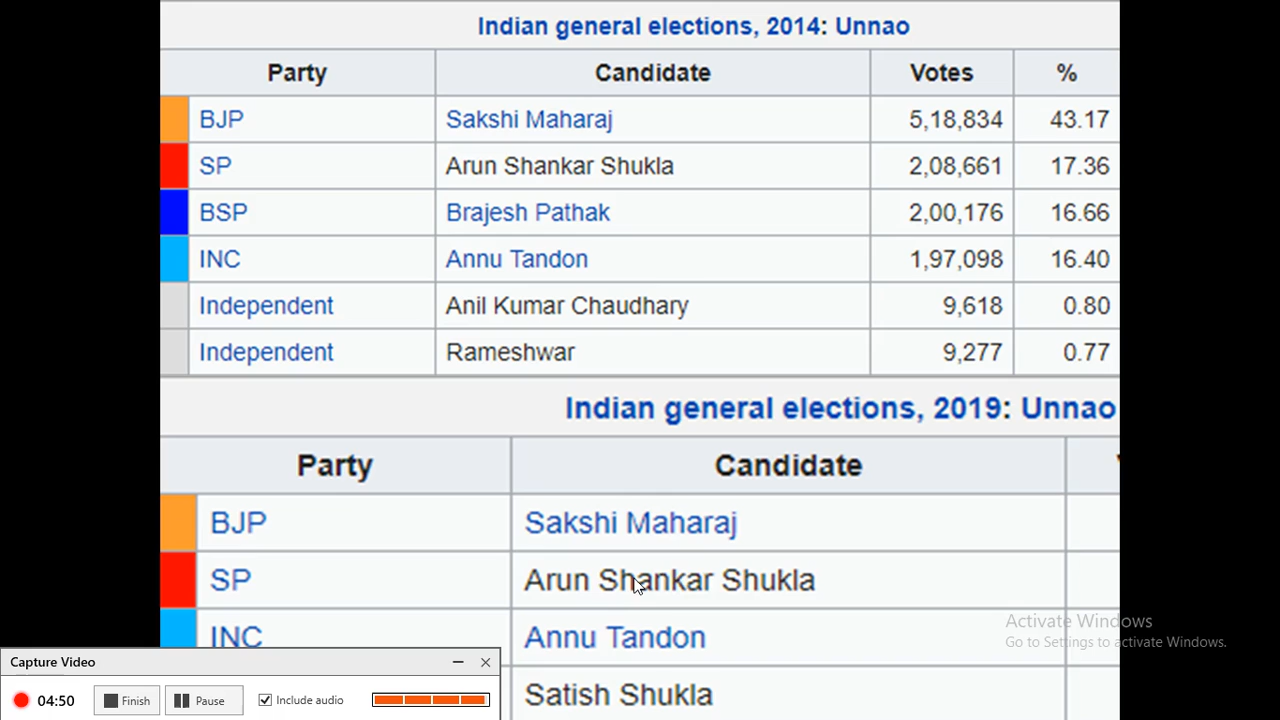 Indian general elections, 2014: Unnao
Party Candidate Votes %
BJP Sakshi Maharaj 5,18,834 43.17
SP Arun Shankar Shukla 2,08,661 17.36
BSP Brajesh Pathak 2,00,176 16.66
INC Annu Tandon 1,97,098 16.40
Independent Anil Kumar Chaudhary 9,618 0.80
Independent Rameshwar 9,277 0.77
Indian general elections, 2019: Unnao
Party Candidate
BJP Sakshi Maharaj
SP Arun Shankar Shukla
INC Annu Tandon
Satish Shukla
Activate Windows
Go to Settings to activate Windows.
Capture Video
04:50 Finish Pause Include audio